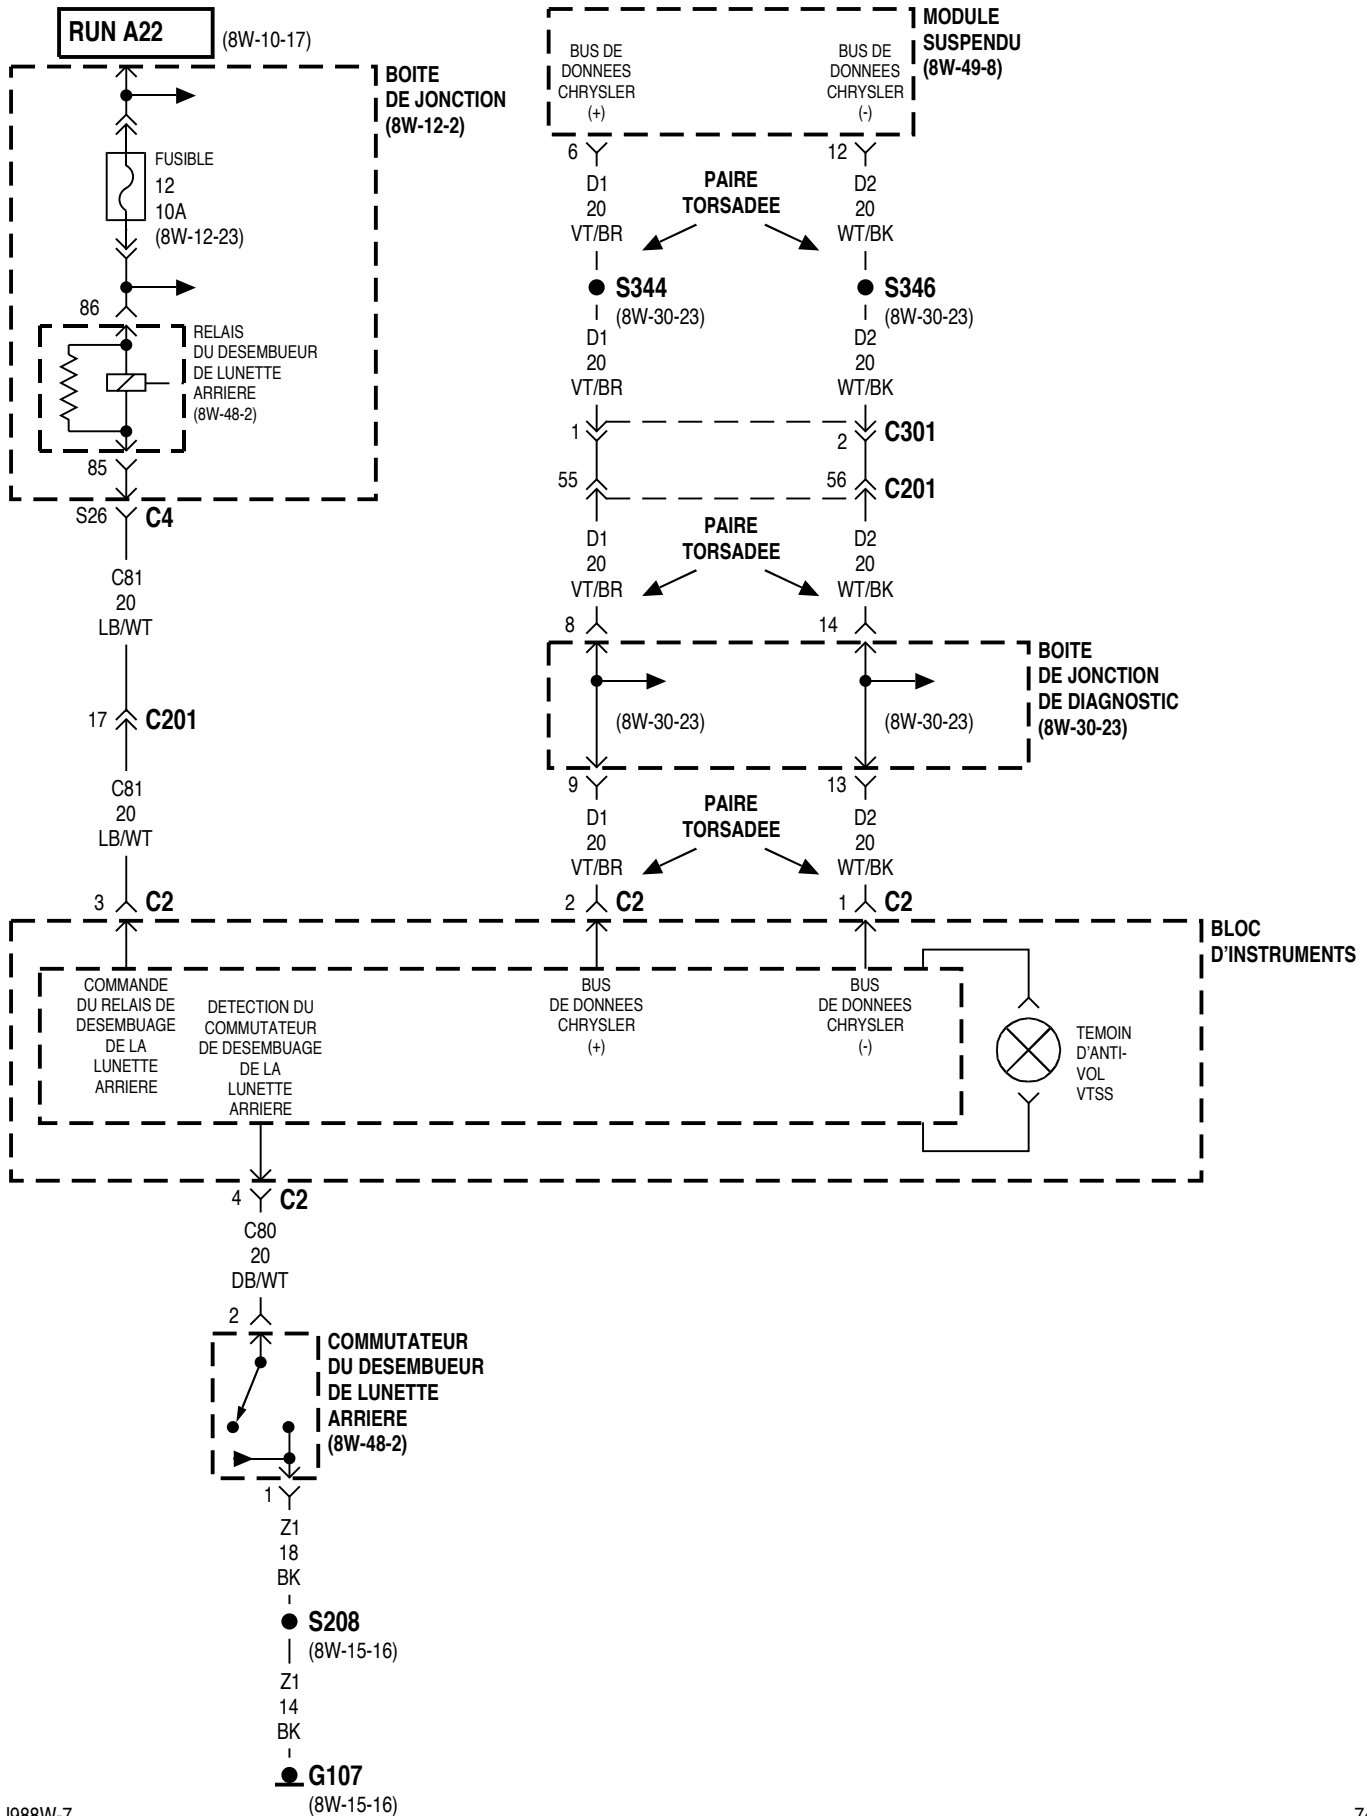 RUN A22
(8W-10-17)
BOITE
DE JONCTION
(8W-12-2)
FUSIBLE
12
10A
(8W-12-23)
86
RELAIS
DU DESEMBUEUR
DE LUNETTE
ARRIERE
(8W-48-2)
85
S26
C4
C81
20
LB/WT
17
C201
C81
20
LB/WT
3
C2
MODULE
SUSPENDU
(8W-49-8)
BUS DE
DONNEES
CHRYSLER
(+)
BUS DE
DONNEES
CHRYSLER
(-)
6
12
D1
20
VT/BR
PAIRE
TORSADEE
D2
20
WT/BK
S344
(8W-30-23)
S346
(8W-30-23)
D1
20
VT/BR
D2
20
WT/BK
1
2
C301
55
56
C201
D1
20
VT/BR
PAIRE
TORSADEE
D2
20
WT/BK
8
14
BOITE
DE JONCTION
DE DIAGNOSTIC
(8W-30-23)
(8W-30-23)
(8W-30-23)
9
13
D1
20
VT/BR
PAIRE
TORSADEE
D2
20
WT/BK
2
C2
1
C2
BLOC
D'INSTRUMENTS
COMMANDE
DU RELAIS DE
DESEMBUAGE
DE LA
LUNETTE
ARRIERE
DETECTION DU
COMMUTATEUR
DE DESEMBUAGE
DE LA
LUNETTE
ARRIERE
BUS
DE DONNEES
CHRYSLER
(+)
BUS
DE DONNEES
CHRYSLER
(-)
TEMOIN
D'ANTI-
VOL
VTSS
4
C2
C80
20
DB/WT
2
COMMUTATEUR
DU DESEMBUEUR
DE LUNETTE
ARRIERE
(8W-48-2)
1
Z1
18
BK
S208
(8W-15-16)
Z1
14
BK
G107
(8W-15-16)
J988W-7